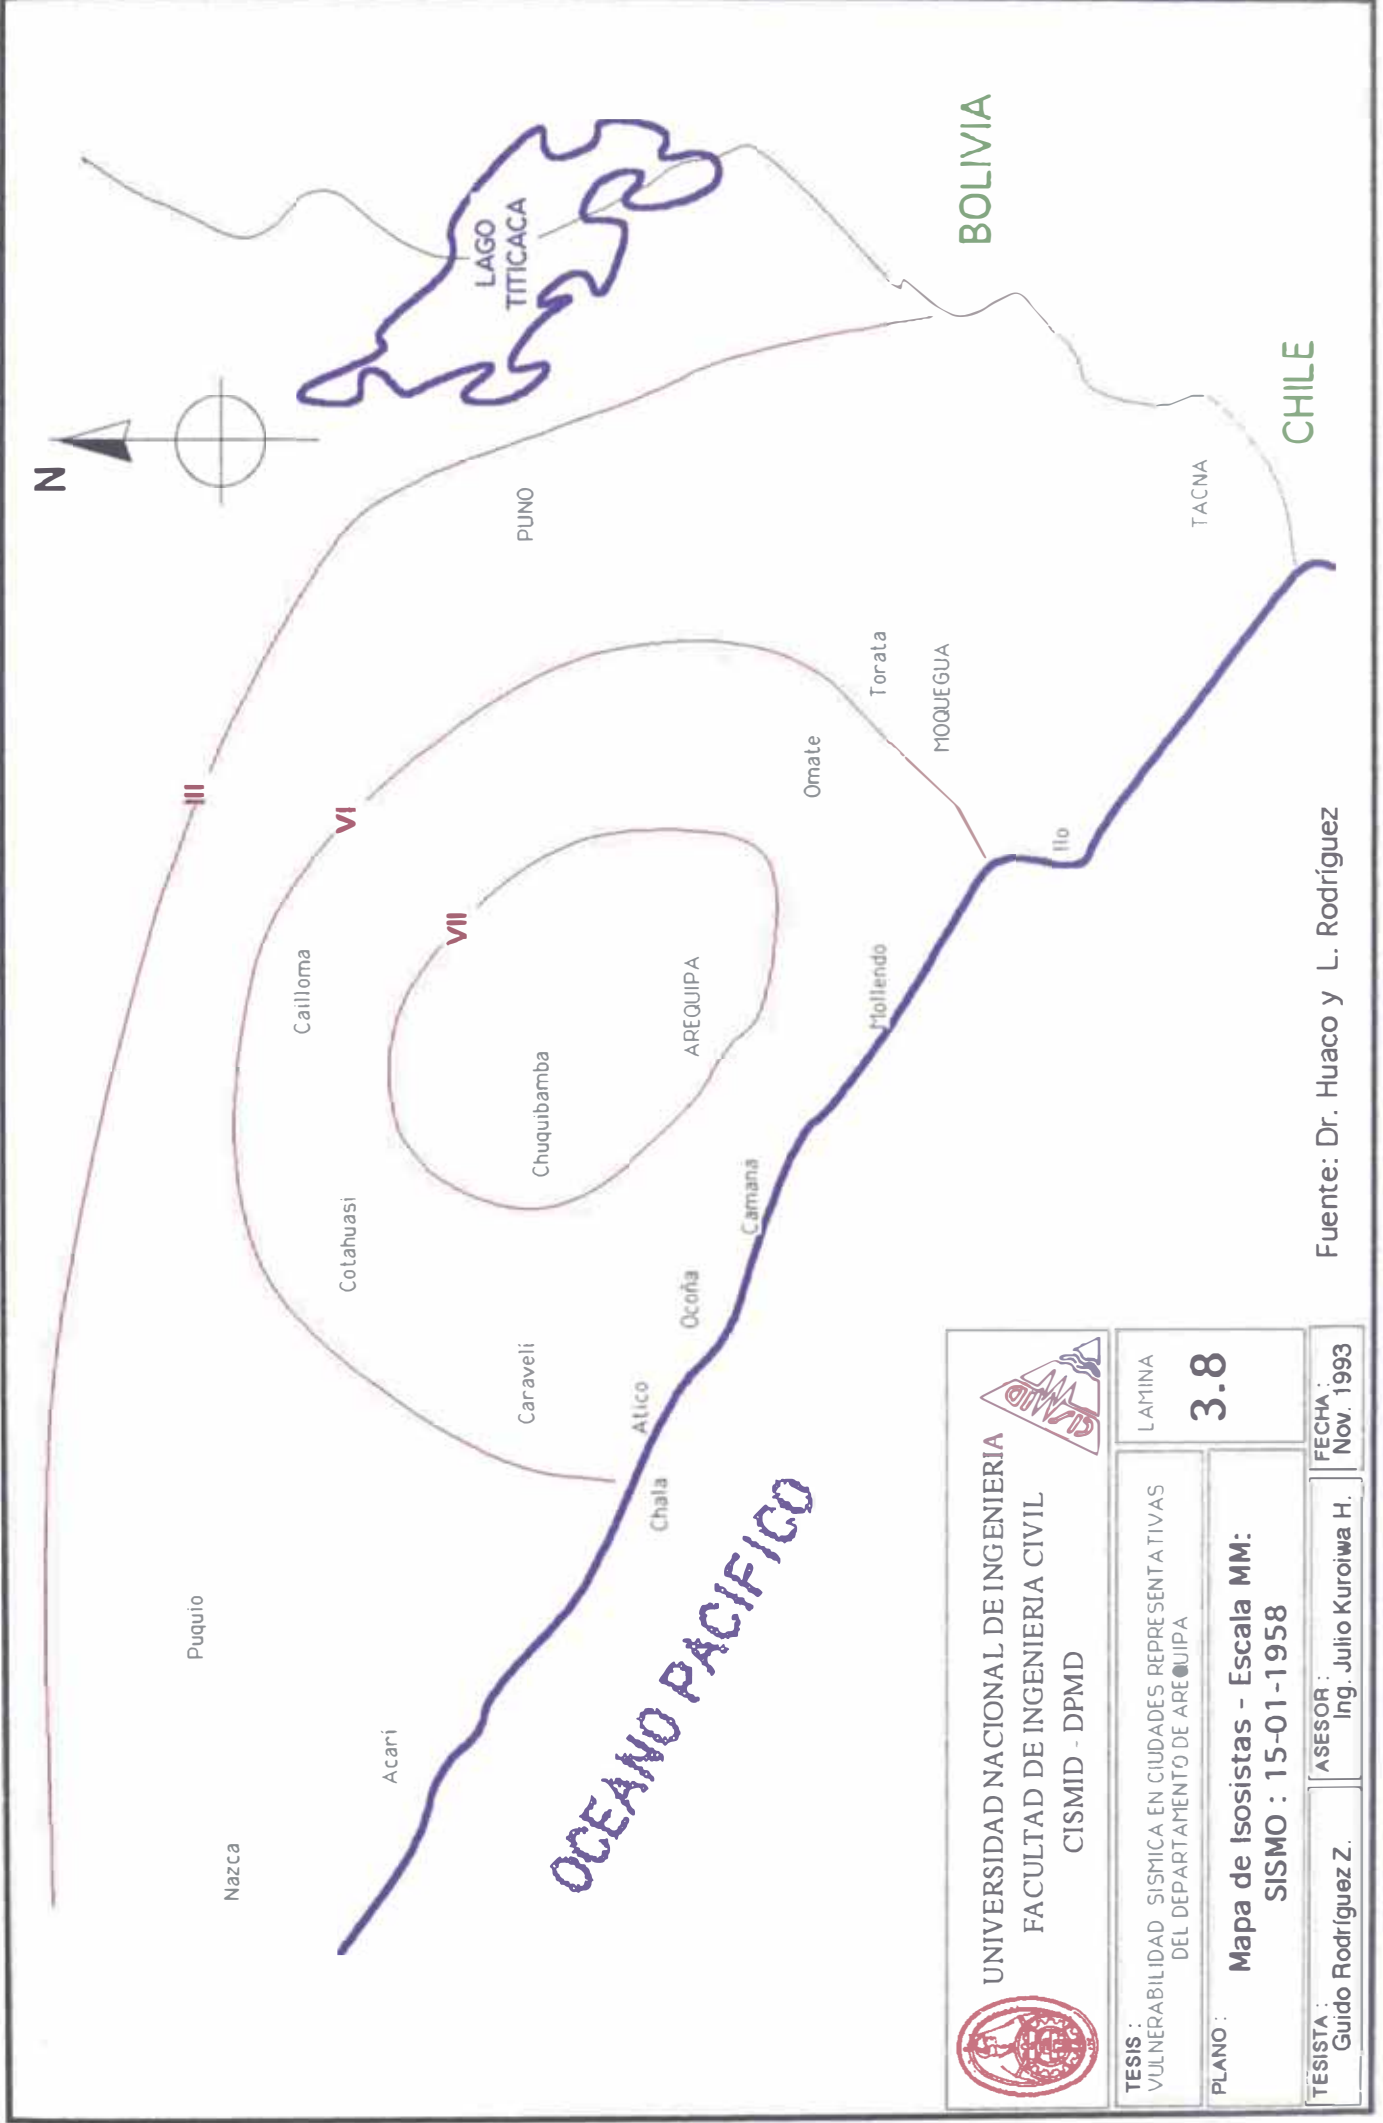 N
III
VI
VII
LAGO
TITICACA
BOLIVIA
CHILE
PUNO
TACNA
Torata
MOQUEGUA
Omate
Ilo
Cailloma
AREQUIPA
Mollendo
Chuquibamba
Cotahuasi
Camana
Ocoña
Caraveli
Atico
Chala
Puquio
Acari
Nazca
OCEANO PACIFICO
Fuente: Dr. Huaco y L. Rodríguez
UNIVERSIDAD NACIONAL DE INGENIERIA
FACULTAD DE INGENIERIA CIVIL
CISMID - DPMD
CISMID
TESIS :
VULNERABILIDAD SISMICA EN CIUDADES REPRESENTATIVAS
DEL DEPARTAMENTO DE AREQUIPA
LAMINA
3.8
PLANO :
Mapa de Isosistas - Escala MM:
SISMO : 15-01-1958
TESISTA :
Guido Rodríguez Z.
ASESOR :
Ing. Julio Kuroiwa H.
FECHA :
Nov. 1993